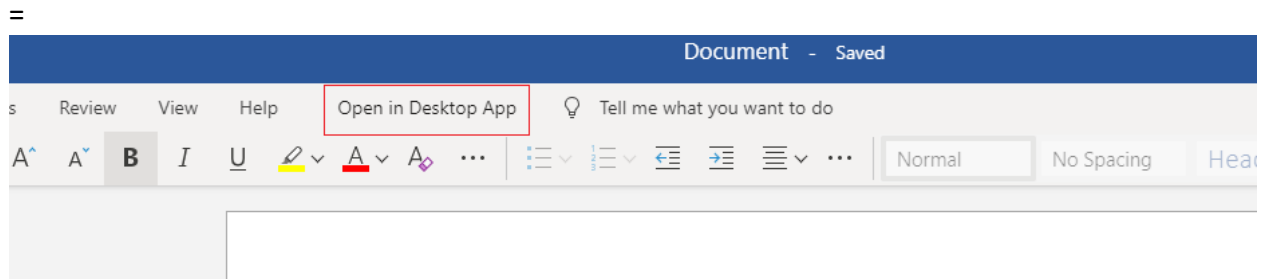 =
Document - Saved
s Review View Help Open in Desktop App Tell me what you want to do
A^ A˅ B I U A A ... ... Normal No Spacing Head